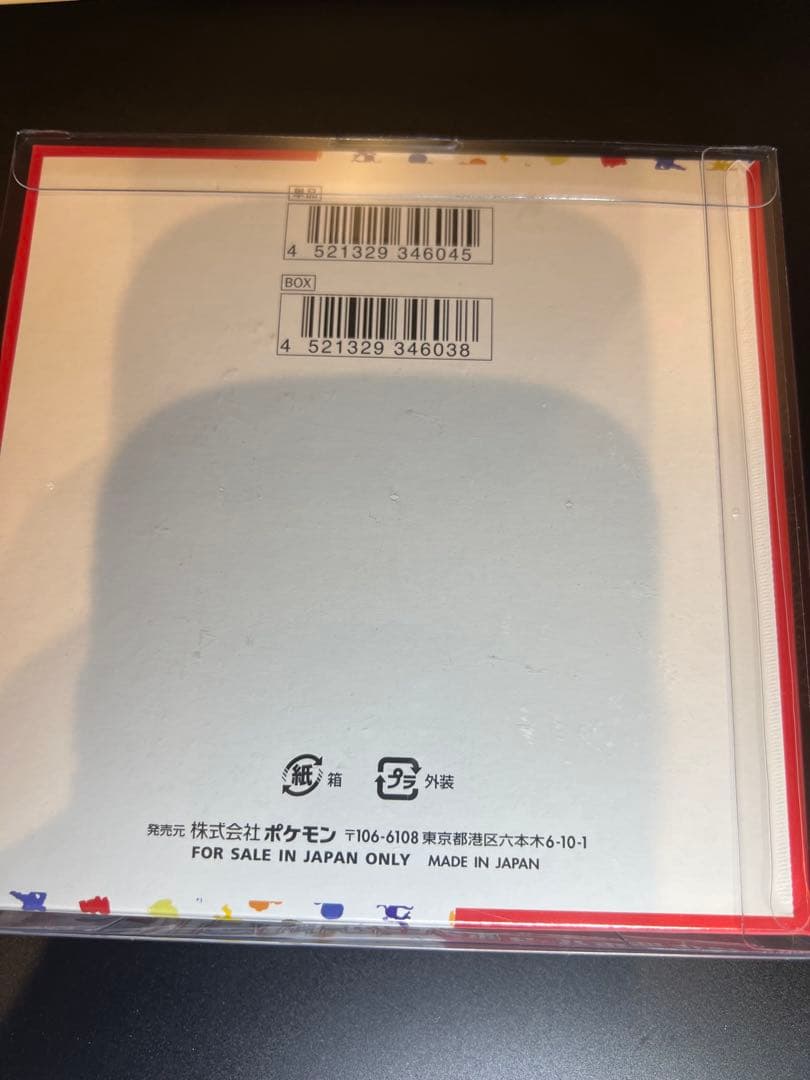 単品
4 521329 346045
BOX
4 521329 346038
紙 箱 プラ 外装
発売元 株式会社 ポケモン 〒106-6108 東京都港区六本木6-10-1
FOR SALE IN JAPAN ONLY MADE IN JAPAN